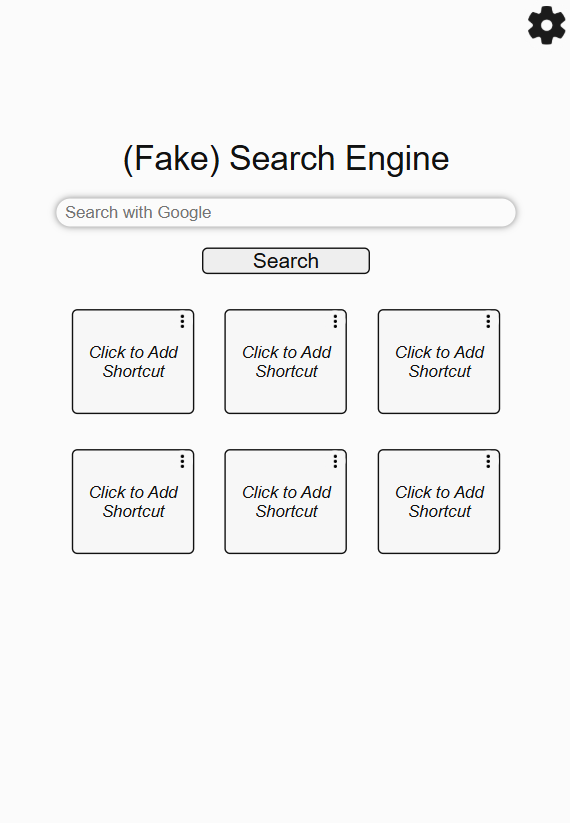 (Fake) Search Engine
Search with Google
Search
Click to Add
Shortcut
Click to Add
Shortcut
Click to Add
Shortcut
Click to Add
Shortcut
Click to Add
Shortcut
Click to Add
Shortcut